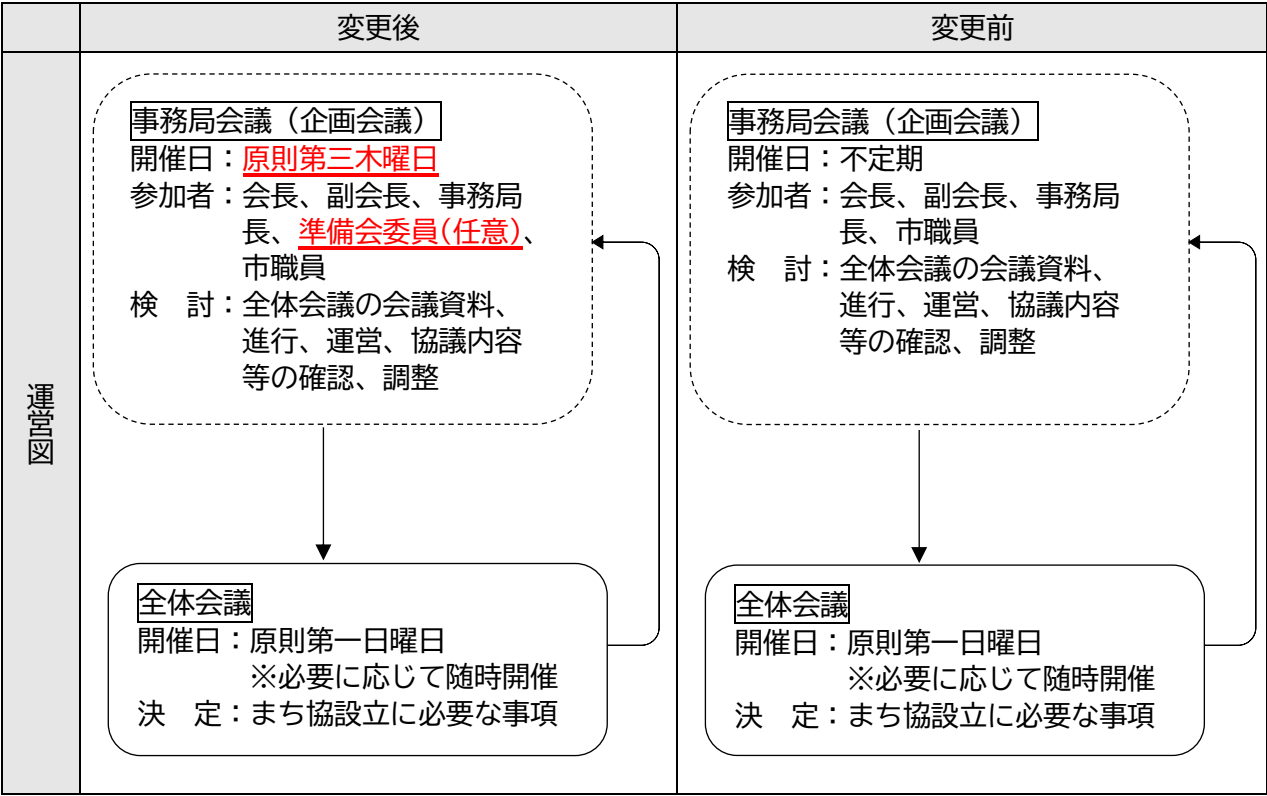 変更後
変更前
運営図
事務局会議（企画会議）
開催日：原則第三木曜日
参加者：会長、副会長、事務局
長、準備会委員(任意)、
市職員
検　討：全体会議の会議資料、
進行、運営、協議内容
等の確認、調整
全体会議
開催日：原則第一日曜日
※必要に応じて随時開催
決　定：まち協設立に必要な事項
事務局会議（企画会議）
開催日：不定期
参加者：会長、副会長、事務局
長、市職員
検　討：全体会議の会議資料、
進行、運営、協議内容
等の確認、調整
全体会議
開催日：原則第一日曜日
※必要に応じて随時開催
決　定：まち協設立に必要な事項